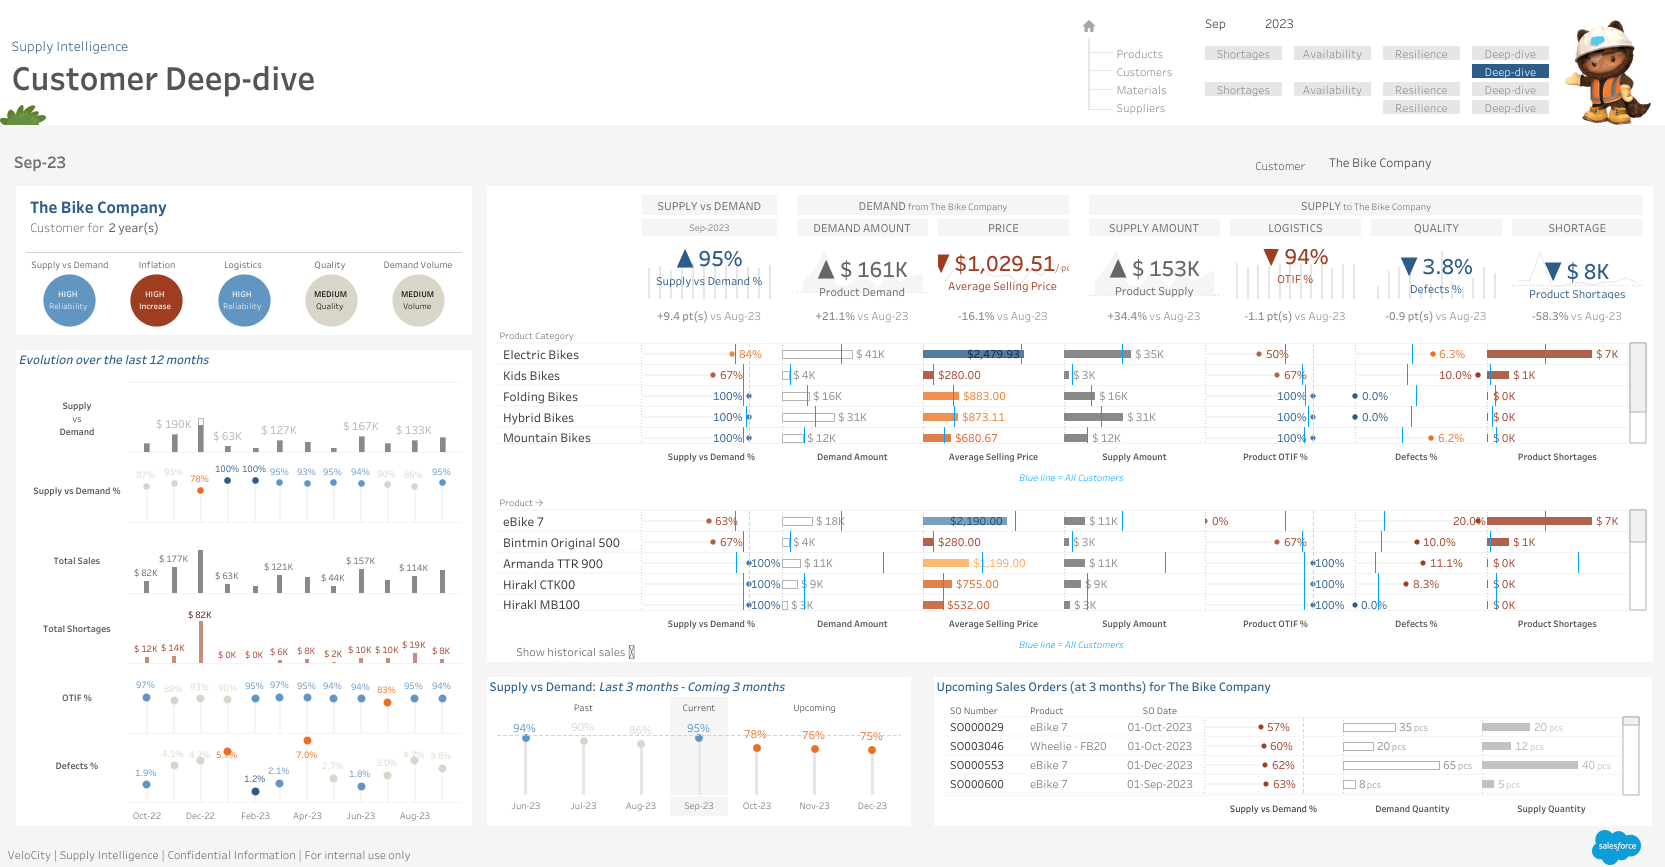 Supply Intelligence
Customer Deep-dive
Sep 2023
Products Shortages Availability Resilience Deep-dive
Customers Deep-dive
Materials Shortages Availability Resilience Deep-dive
Suppliers Resilience Deep-dive
Sep-23
Customer The Bike Company
The Bike Company
Customer for 2 year(s)
Supply vs Demand Inflation Logistics Quality Demand Volume
HIGH Reliability
HIGH Increase
HIGH Reliability
MEDIUM Quality
MEDIUM Volume
Evolution over the last 12 months
Supply
vs
Demand
$ 190K $ 63K $ 127K $ 167K $ 133K
Supply vs Demand %
87% 93% 78% 100% 100% 95% 93% 95% 94% 90% 86% 95%
Total Sales
$ 82K $ 177K $ 63K $ 121K $ 44K $ 157K $ 114K
Total Shortages
$ 12K $ 14K $ 82K $ 0K $ 0K $ 6K $ 8K $ 2K $ 10K $ 10K $ 19K $ 8K
OTIF %
97% 88% 93% 90% 95% 97% 95% 94% 94% 83% 95% 94%
Defects %
1.9% 4.1% 4.7% 5.7% 1.2% 2.1% 7.0% 2.7% 1.8% 3.0% 4.7% 3.8%
Oct-22 Dec-22 Feb-23 Apr-23 Jun-23 Aug-23
SUPPLY vs DEMAND DEMAND from The Bike Company SUPPLY to The Bike Company
Sep-2023 DEMAND AMOUNT PRICE SUPPLY AMOUNT LOGISTICS QUALITY SHORTAGE
▲ 95% ▲ $ 161K ▼ $1,029.51 ▲ $ 153K ▼ 94% ▼ 3.8% ▼ $ 8K
Supply vs Demand % Product Demand Average Selling Price Product Supply OTIF % Defects % Product Shortages
+9.4 pt(s) vs Aug-23 +21.1% vs Aug-23 -16.1% vs Aug-23 +34.4% vs Aug-23 -1.1 pt(s) vs Aug-23 -0.9 pt(s) vs Aug-23 -58.3% vs Aug-23
Product Category
Electric Bikes 84% $ 41K $2,479.93 $ 35K 50% 6.3% $ 7K
Kids Bikes 67% $ 4K $280.00 $ 3K 67% 10.0% $ 1K
Folding Bikes 100% $ 16K $883.00 $ 16K 100% 0.0% $ 0K
Hybrid Bikes 100% $ 31K $873.11 $ 31K 100% 0.0% $ 0K
Mountain Bikes 100% $ 12K $680.67 $ 12K 100% 6.2% $ 0K
Supply vs Demand % Demand Amount Average Selling Price Supply Amount Product OTIF % Defects % Product Shortages
Blue line = All Customers
Product →
eBike 7 63% $ 18K $2,190.00 $ 11K 0% 20.0% $ 7K
Bintmin Original 500 67% $ 4K $280.00 $ 3K 67% 10.0% $ 1K
Armanda TTR 900 100% $ 11K $1,199.00 $ 11K 100% 11.1% $ 0K
Hirakl CTK00 100% $ 9K $755.00 $ 9K 100% 8.3% $ 0K
Hirakl MB100 100% $ 3K $532.00 $ 3K 100% 0.0% $ 0K
Supply vs Demand % Demand Amount Average Selling Price Supply Amount Product OTIF % Defects % Product Shortages
Blue line = All Customers
Show historical sales
Supply vs Demand: Last 3 months - Coming 3 months
Past Current Upcoming
94% 90% 86% 95% 78% 76% 75%
Jun-23 Jul-23 Aug-23 Sep-23 Oct-23 Nov-23 Dec-23
Upcoming Sales Orders (at 3 months) for The Bike Company
SO Number Product SO Date
SO000029 eBike 7 01-Oct-2023 57% 35 pcs 20 pcs
SO003046 Wheelie - FB20 01-Oct-2023 60% 20 pcs 12 pcs
SO000553 eBike 7 01-Dec-2023 62% 65 pcs 40 pcs
SO000600 eBike 7 01-Sep-2023 63% 8 pcs 5 pcs
Supply vs Demand % Demand Quantity Supply Quantity
VeloCity | Supply Intelligence | Confidential Information | For internal use only
salesforce